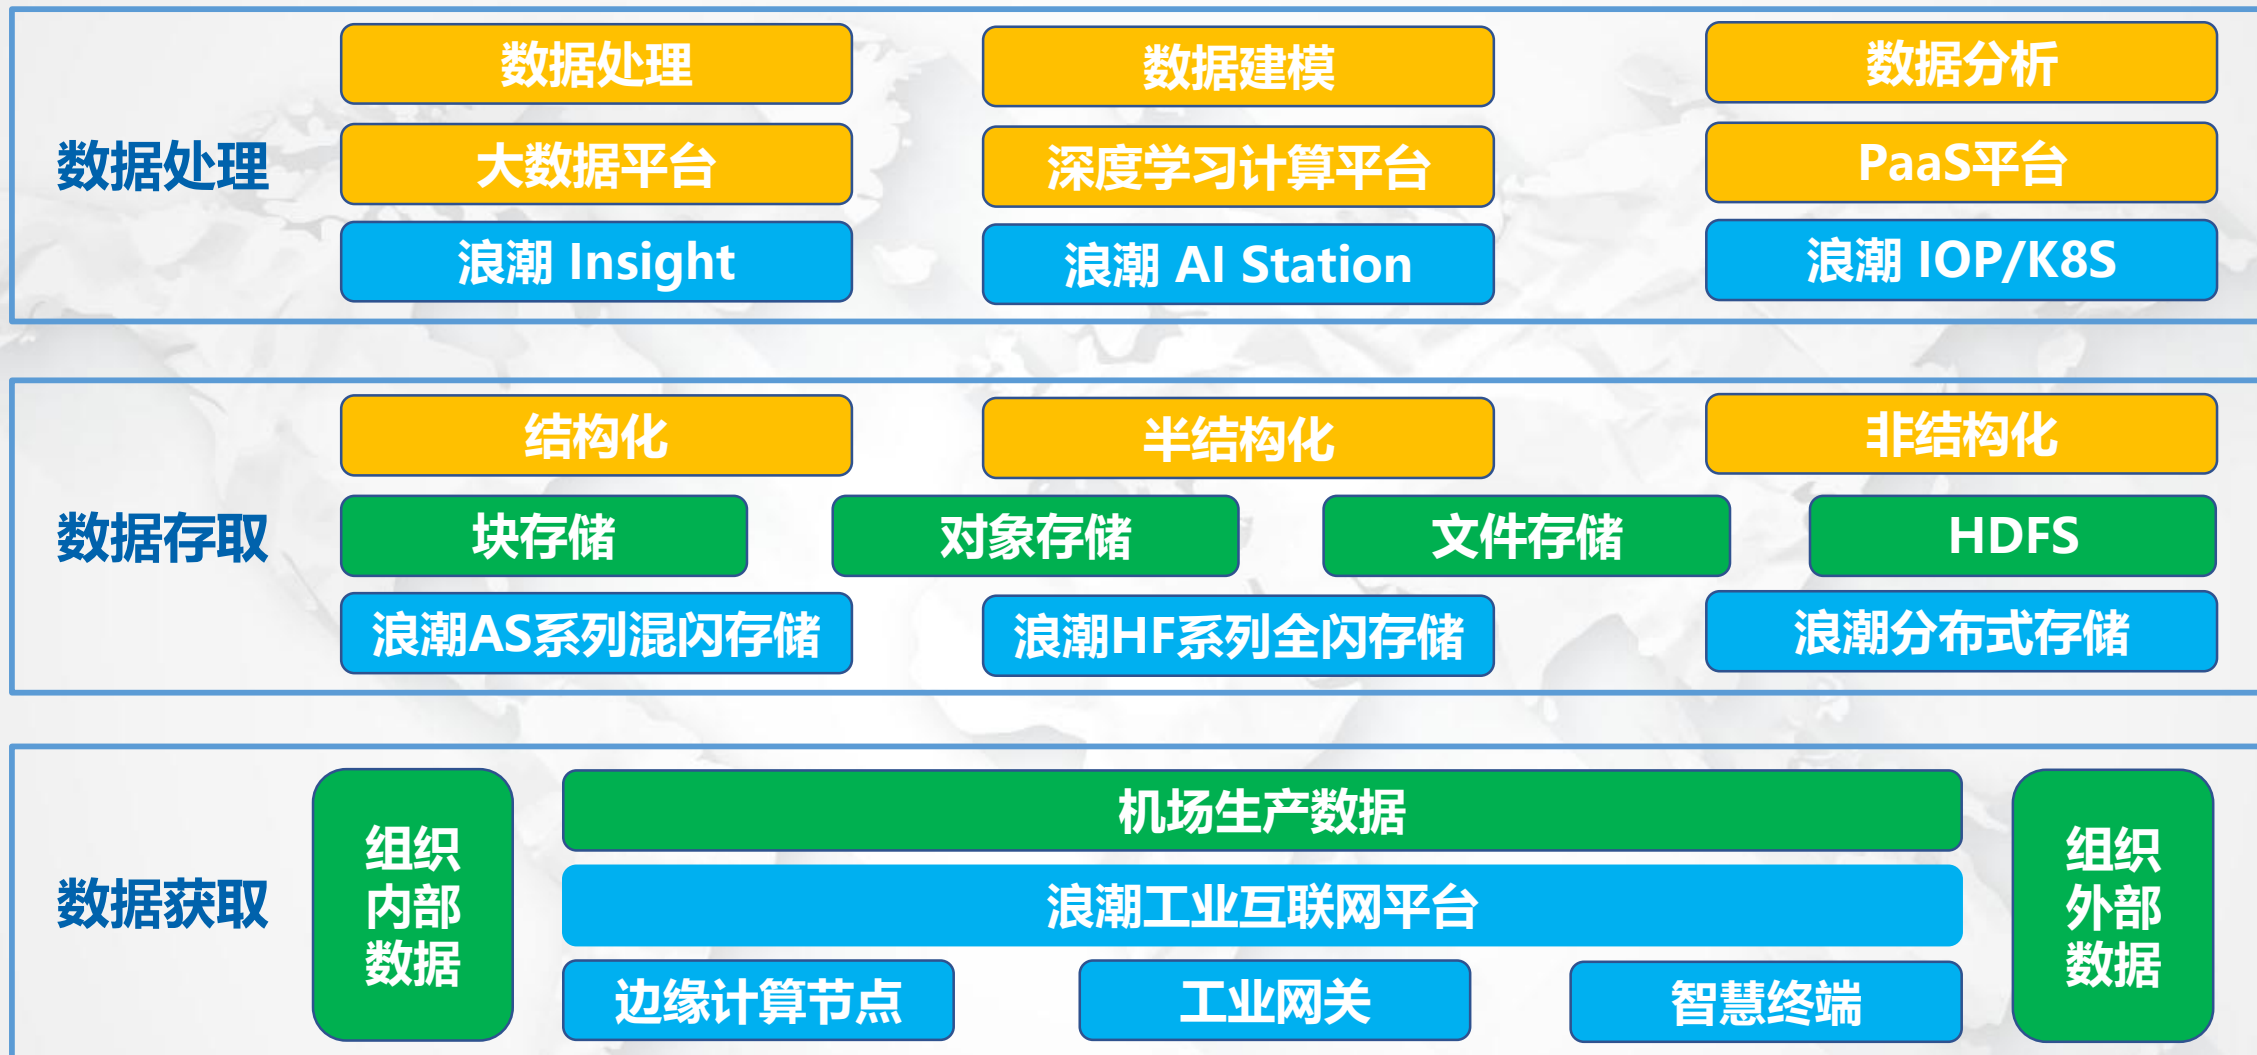 数据处理
数据处理
数据建模
数据分析
大数据平台
深度学习计算平台
PaaS平台
浪潮 Insight
浪潮 AI Station
浪潮 IOP/K8S
数据存取
结构化
半结构化
非结构化
块存储
对象存储
文件存储
HDFS
浪潮AS系列混闪存储
浪潮HF系列全闪存储
浪潮分布式存储
数据获取
组织
内部
数据
机场生产数据
浪潮工业互联网平台
边缘计算节点
工业网关
智慧终端
组织
外部
数据